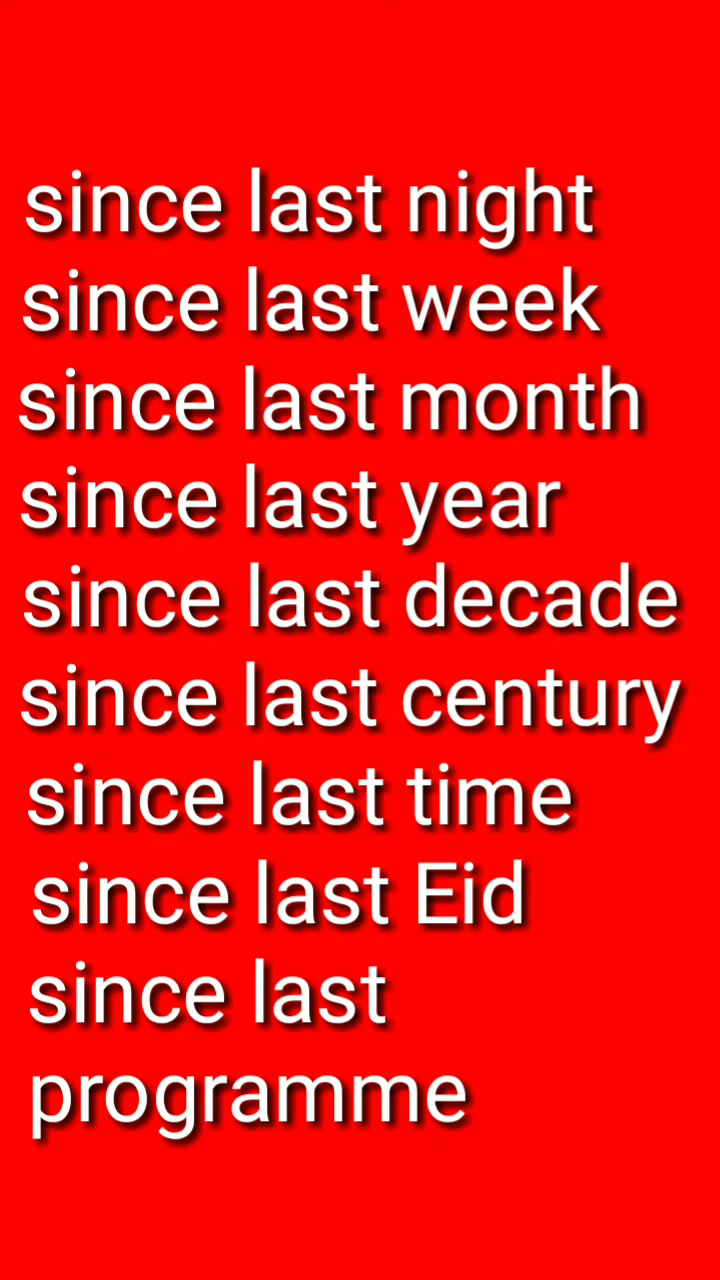 since last night
since last week
since last month
since last year
since last decade
since last century
since last time
since last Eid
since last
programme